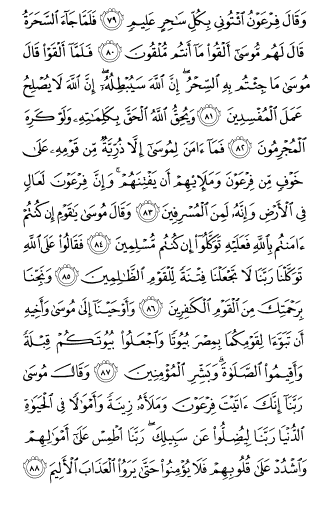 وَقَالَ فِرْعَوْنُ ٱئْتُونِى بِكُلِّ سَٰحِرٍ عَلِيمٍ ٧٩ فَلَمَّا جَآءَ ٱلسَّحَرَةُ
قَالَ لَهُم مُّوسَىٰٓ أَلْقُوا۟ مَآ أَنتُم مُّلْقُونَ ٨٠ فَلَمَّآ أَلْقَوْا۟ قَالَ
مُوسَىٰ مَا جِئْتُم بِهِ ٱلسِّحْرُ ۖ إِنَّ ٱللَّهَ سَيُبْطِلُهُۥٓ ۖ إِنَّ ٱللَّهَ لَا يُصْلِحُ
عَمَلَ ٱلْمُفْسِدِينَ ٨١ وَيُحِقُّ ٱللَّهُ ٱلْحَقَّ بِكَلِمَٰتِهِۦ وَلَوْ كَرِهَ
ٱلْمُجْرِمُونَ ٨٢ فَمَآ ءَامَنَ لِمُوسَىٰٓ إِلَّا ذُرِّيَّةٌ مِّن قَوْمِهِۦ عَلَىٰ
خَوْفٍ مِّن فِرْعَوْنَ وَمَلَإِي۟هِمْ أَن يَفْتِنَهُمْ ۚ وَإِنَّ فِرْعَوْنَ لَعَالٍ
فِى ٱلْأَرْضِ وَإِنَّهُۥ لَمِنَ ٱلْمُسْرِفِينَ ٨٣ وَقَالَ مُوسَىٰ يَٰقَوْمِ إِن كُنتُمْ
ءَامَنتُم بِٱللَّهِ فَعَلَيْهِ تَوَكَّلُوٓا۟ إِن كُنتُم مُّسْلِمِينَ ٨٤ فَقَالُوا۟ عَلَى ٱللَّهِ
تَوَكَّلْنَا رَبَّنَا لَا تَجْعَلْنَا فِتْنَةً لِّلْقَوْمِ ٱلظَّٰلِمِينَ ٨٥ وَنَجِّنَا
بِرَحْمَتِكَ مِنَ ٱلْقَوْمِ ٱلْكَٰفِرِينَ ٨٦ وَأَوْحَيْنَآ إِلَىٰ مُوسَىٰ وَأَخِيهِ
أَن تَبَوَّءَا لِقَوْمِكُمَا بِمِصْرَ بُيُوتًا وَٱجْعَلُوا۟ بُيُوتَكُمْ قِبْلَةً
وَأَقِيمُوا۟ ٱلصَّلَوٰةَ ۗ وَبَشِّرِ ٱلْمُؤْمِنِينَ ٨٧ وَقَالَ مُوسَىٰ
رَبَّنَآ إِنَّكَ ءَاتَيْتَ فِرْعَوْنَ وَمَلَأَهُۥ زِينَةً وَأَمْوَٰلًا فِى ٱلْحَيَوٰةِ
ٱلدُّنْيَا رَبَّنَا لِيُضِلُّوا۟ عَن سَبِيلِكَ ۖ رَبَّنَا ٱطْمِسْ عَلَىٰٓ أَمْوَٰلِهِمْ
وَٱشْدُدْ عَلَىٰ قُلُوبِهِمْ فَلَا يُؤْمِنُوا۟ حَتَّىٰ يَرَوُا۟ ٱلْعَذَابَ ٱلْأَلِيمَ ٨٨